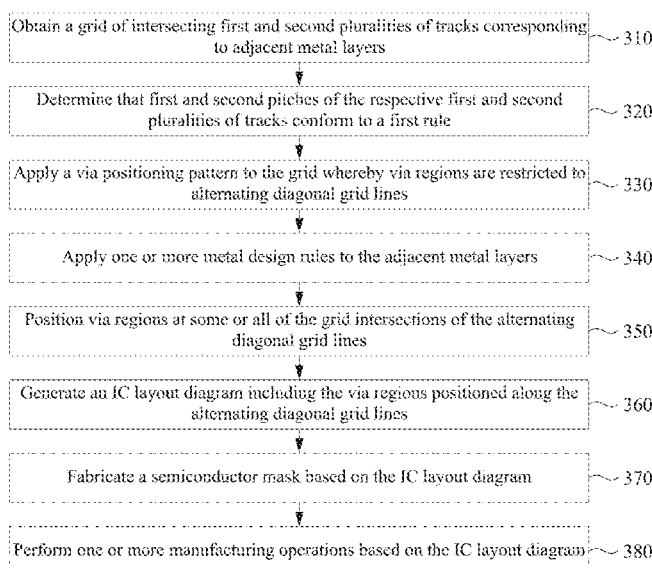 Obtain a grid of intersecting first and second pluralities of tracks corresponding
to adjacent metal layers
310
Determine that first and second pitches of the respective first and second
pluralities of tracks conform to a first rule
320
Apply a via positioning pattern to the grid whereby via regions are restricted to
alternating diagonal grid lines
330
Apply one or more metal design rules to the adjacent metal layers
340
Position via regions at some or all of the grid intersections of the alternating
diagonal grid lines
350
Generate an IC layout diagram including the via regions positioned along the
alternating diagonal grid lines
360
Fabricate a semiconductor mask based on the IC layout diagram
370
Perform one or more manufacturing operations based on the IC layout diagram
380